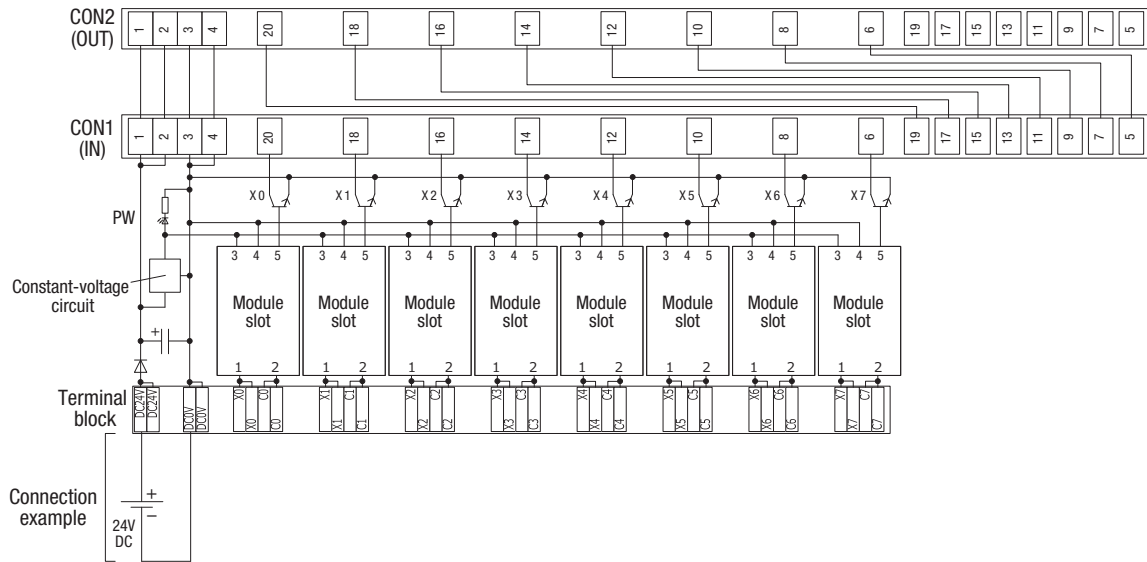 CON2
(OUT)
1 2 3 4 20 18 16 14 12 10 8 6 19 17 15 13 11 9 7 5
CON1
(IN)
1 2 3 4 20 18 16 14 12 10 8 6 19 17 15 13 11 9 7 5
X0 X1 X2 X3 X4 X5 X6 X7
PW
3 4 5 3 4 5 3 4 5 3 4 5 3 4 5 3 4 5 3 4 5 3 4 5
Constant-voltage
circuit
Module
slot
Module
slot
Module
slot
Module
slot
Module
slot
Module
slot
Module
slot
Module
slot
+
1 2 1 2 1 2 1 2 1 2 1 2 1 2 1 2
Terminal
block
DC24V DC24V DC0V DC0V
X0 X0 C0 C0 X1 X1 C1 C1 X2 X2 C2 C2 X3 X3 C3 C3 X4 X4 C4 C4 X5 X5 C5 C5 X6 X6 C6 C6 X7 X7 C7 C7
Connection
example
+
−
24V
DC